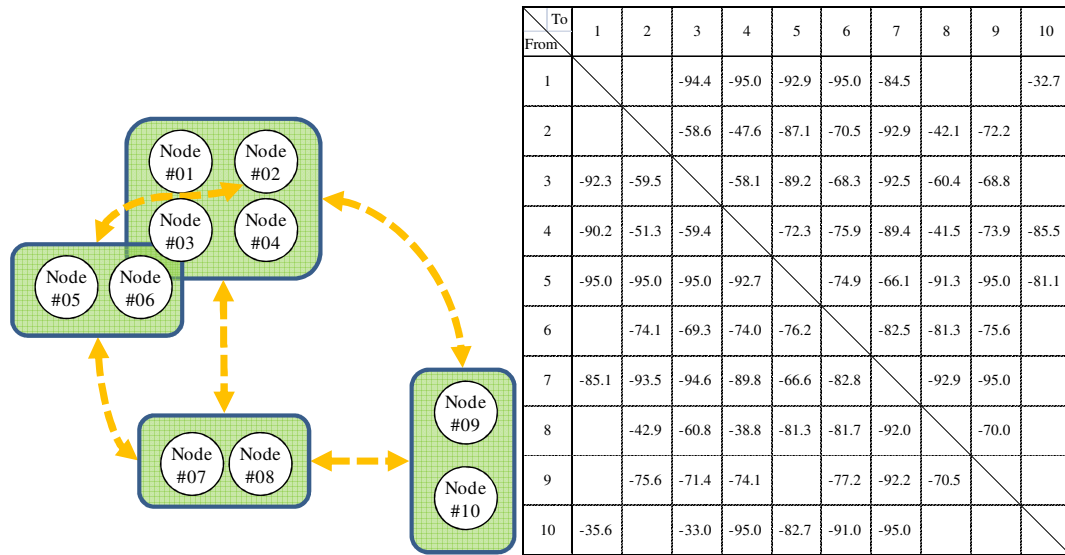 Node
#01
Node
#02
Node
#03
Node
#04
Node
#05
Node
#06
Node
#07
Node
#08
Node
#09
Node
#10
To
From 1 2 3 4 5 6 7 8 9 10
1 -94.4 -95.0 -92.9 -95.0 -84.5 -32.7
2 -58.6 -47.6 -87.1 -70.5 -92.9 -42.1 -72.2
3 -92.3 -59.5 -58.1 -89.2 -68.3 -92.5 -60.4 -68.8
4 -90.2 -51.3 -59.4 -72.3 -75.9 -89.4 -41.5 -73.9 -85.5
5 -95.0 -95.0 -95.0 -92.7 -74.9 -66.1 -91.3 -95.0 -81.1
6 -74.1 -69.3 -74.0 -76.2 -82.5 -81.3 -75.6
7 -85.1 -93.5 -94.6 -89.8 -66.6 -82.8 -92.9 -95.0
8 -42.9 -60.8 -38.8 -81.3 -81.7 -92.0 -70.0
9 -75.6 -71.4 -74.1 -77.2 -92.2 -70.5
10 -35.6 -33.0 -95.0 -82.7 -91.0 -95.0